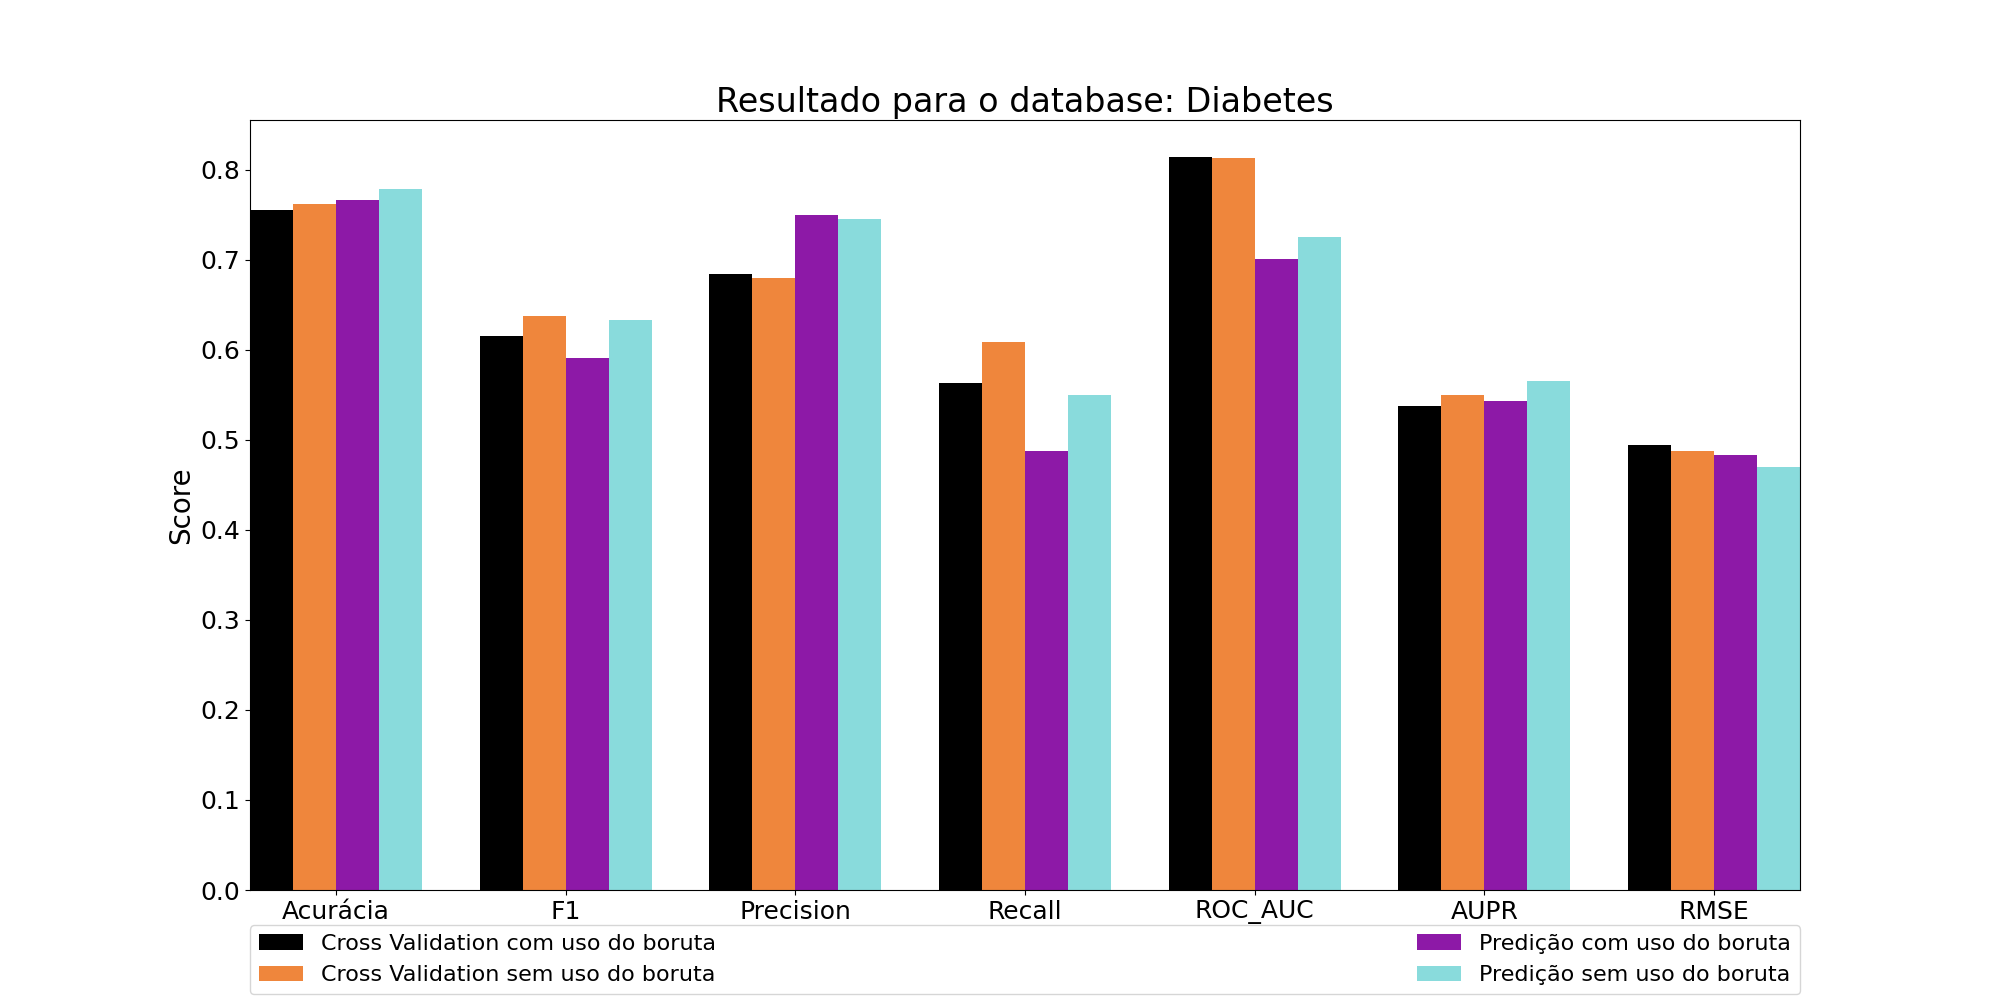 Resultado para o database: Diabetes
Score
0.8
0.7
0.6
0.5
0.4
0.3
0.2
0.1
0.0
Acurácia F1 Precision Recall ROC_AUC AUPR RMSE
Cross Validation com uso do boruta
Cross Validation sem uso do boruta
Predição com uso do boruta
Predição sem uso do boruta